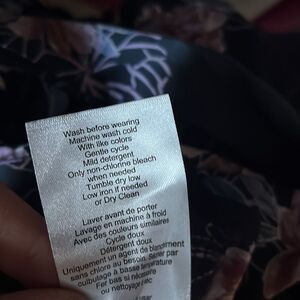 Wash before wearing
Machine wash cold
With like colors
Gentle cycle
Mild detergent
Only non-chlorine bleach
when needed
Tumble dry low
Low iron if needed
or Dry Clean
Laver avant de porter
Lavage en machine à froid
Avec des couleurs similaires
Cycle doux
Détergent doux
Uniquement un agent de blanchiment
sans chlore au besoin. Séher par
culbutage à basse température
Fer bas si nécessaire
ou nettoyage